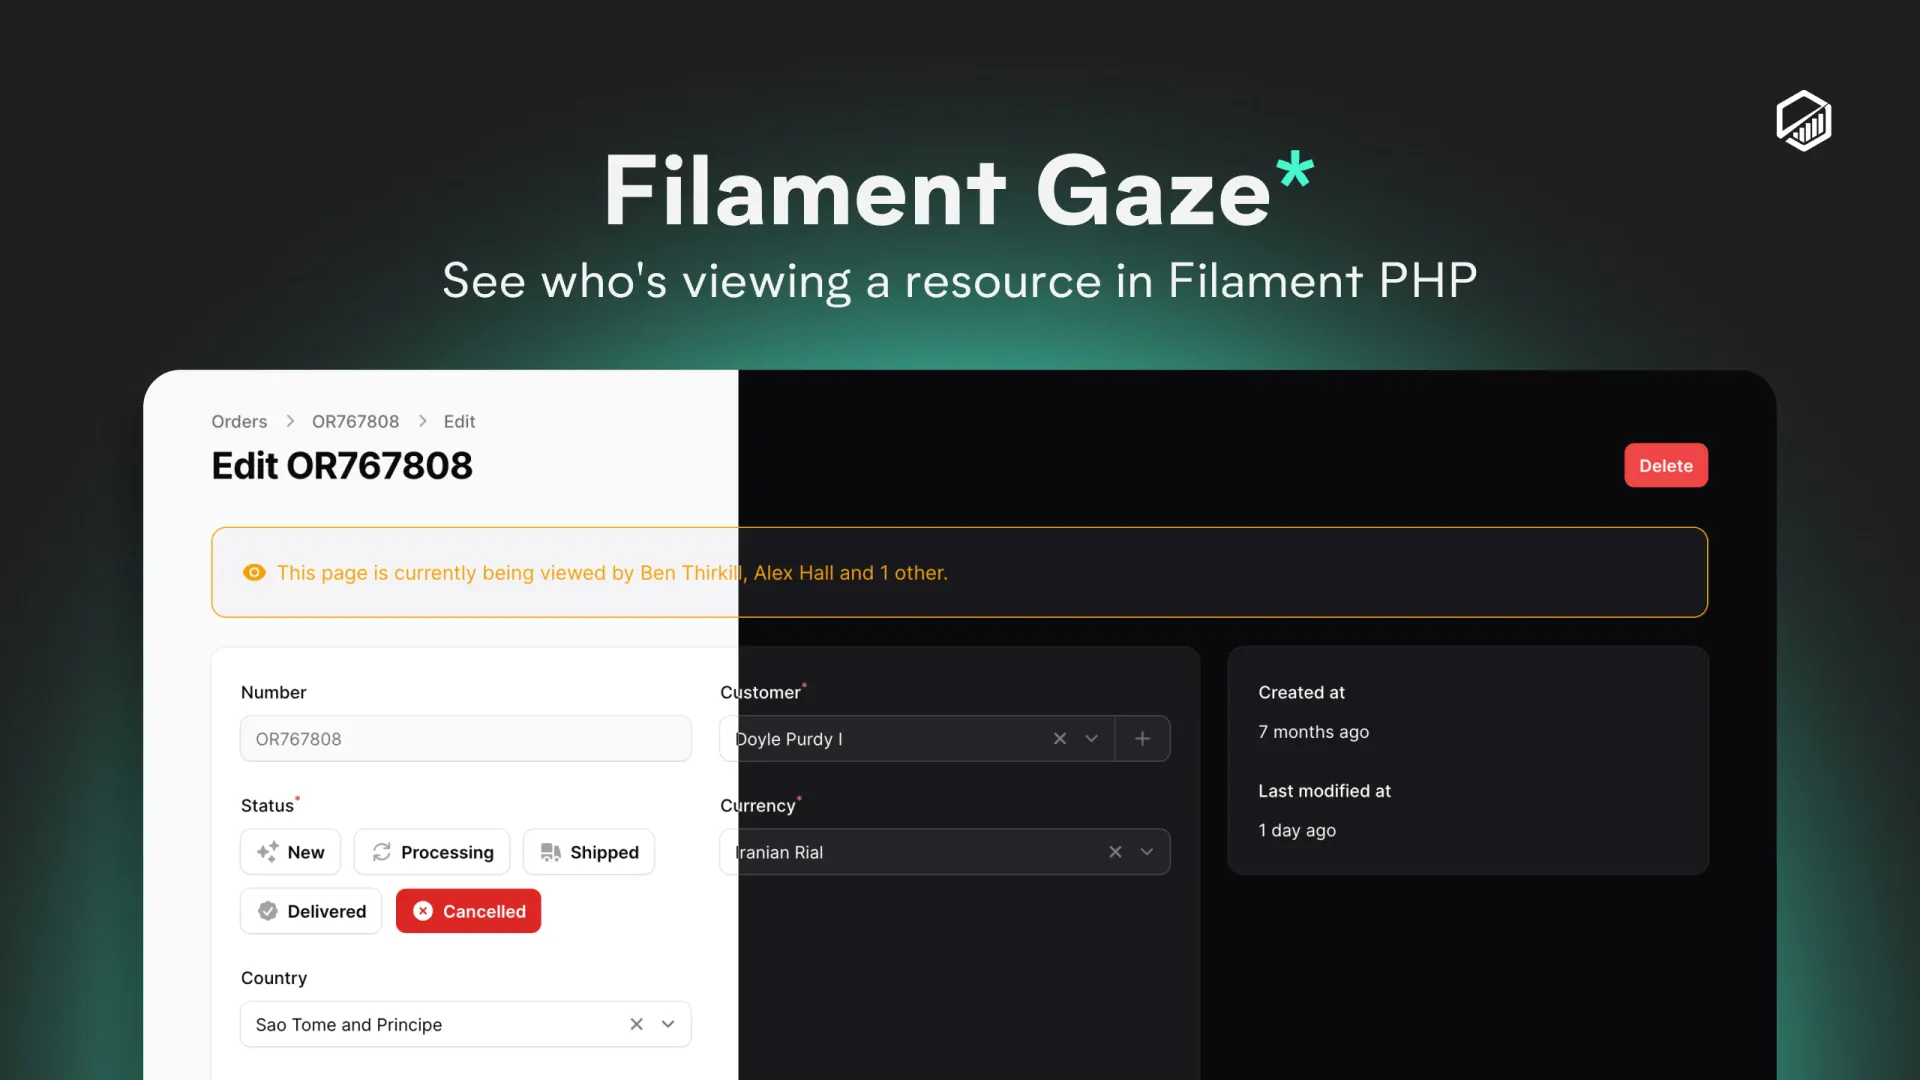 Filament Gaze*
See who's viewing a resource in Filament PHP
Orders > OR767808 > Edit
Edit OR767808
Delete
This page is currently being viewed by Ben Thirkill, Alex Hall and 1 other.
Number
OR767808
Customer*
Doyle Purdy I
Created at
7 months ago
Last modified at
1 day ago
Status*
New
Processing
Shipped
Delivered
Cancelled
Currency*
Iranian Rial
Country
Sao Tome and Principe